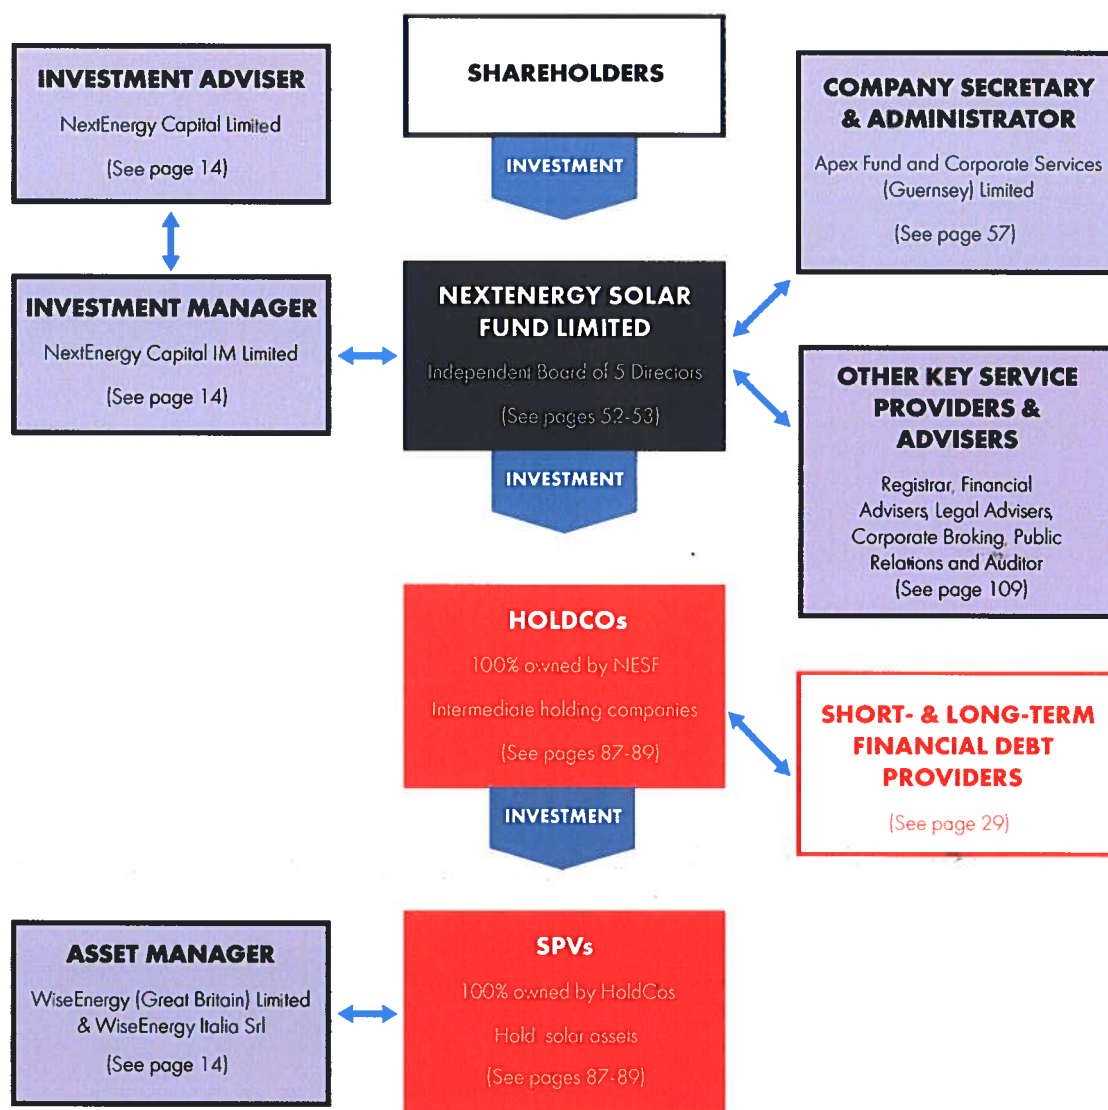 INVESTMENT ADVISER
NextEnergy Capital Limited
(See page 14)
SHAREHOLDERS
INVESTMENT
COMPANY SECRETARY
& ADMINISTRATOR
Apex Fund and Corporate Services
(Guernsey) Limited
(See page 57)
INVESTMENT MANAGER
NextEnergy Capital IM Limited
(See page 14)
NEXTENERGY SOLAR
FUND LIMITED
Independent Board of 5 Directors
(See pages 52-53)
INVESTMENT
OTHER KEY SERVICE
PROVIDERS &
ADVISERS
Registrar, Financial
Advisers, Legal Advisers,
Corporate Broking, Public
Relations and Auditor
(See page 109)
HOLDCOs
100% owned by NESF
Intermediate holding companies
(See pages 87-89)
INVESTMENT
SHORT- & LONG-TERM
FINANCIAL DEBT
PROVIDERS
(See page 29)
ASSET MANAGER
WiseEnergy (Great Britain) Limited
& WiseEnergy Italia Srl
(See page 14)
SPVs
100% owned by HoldCos
Hold solar assets
(See pages 87-89)